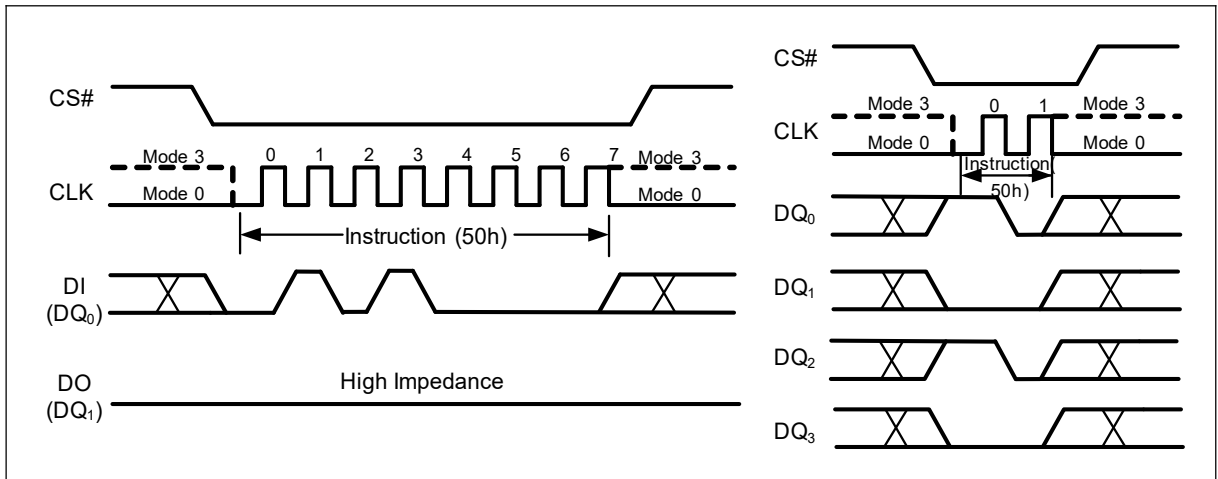 CS#
Mode 3 0 1 2 3 4 5 6 7 Mode 3
CLK
Mode 0 Mode 0
Instruction (50h)
DI
(DQ0)
High Impedance
DO
(DQ1)
CS#
Mode 3 0 1 Mode 3
CLK
Mode 0 Mode 0
Instruction(
50h)
DQ0
DQ1
DQ2
DQ3